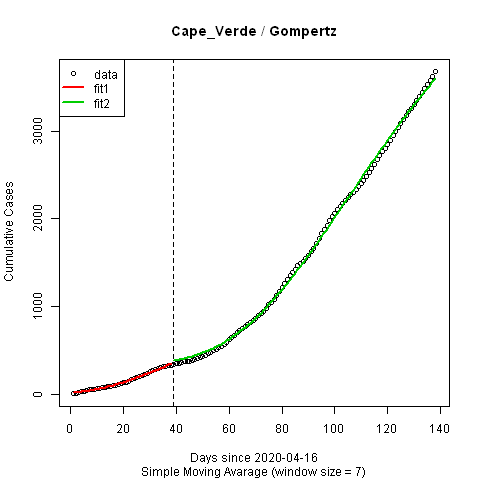 Cape_Verde / Gompertz
data
fit1
fit2
Cumulative Cases
3000
2000
1000
0
0 20 40 60 80 100 120 140
Days since 2020-04-16
Simple Moving Avarage (window size = 7)